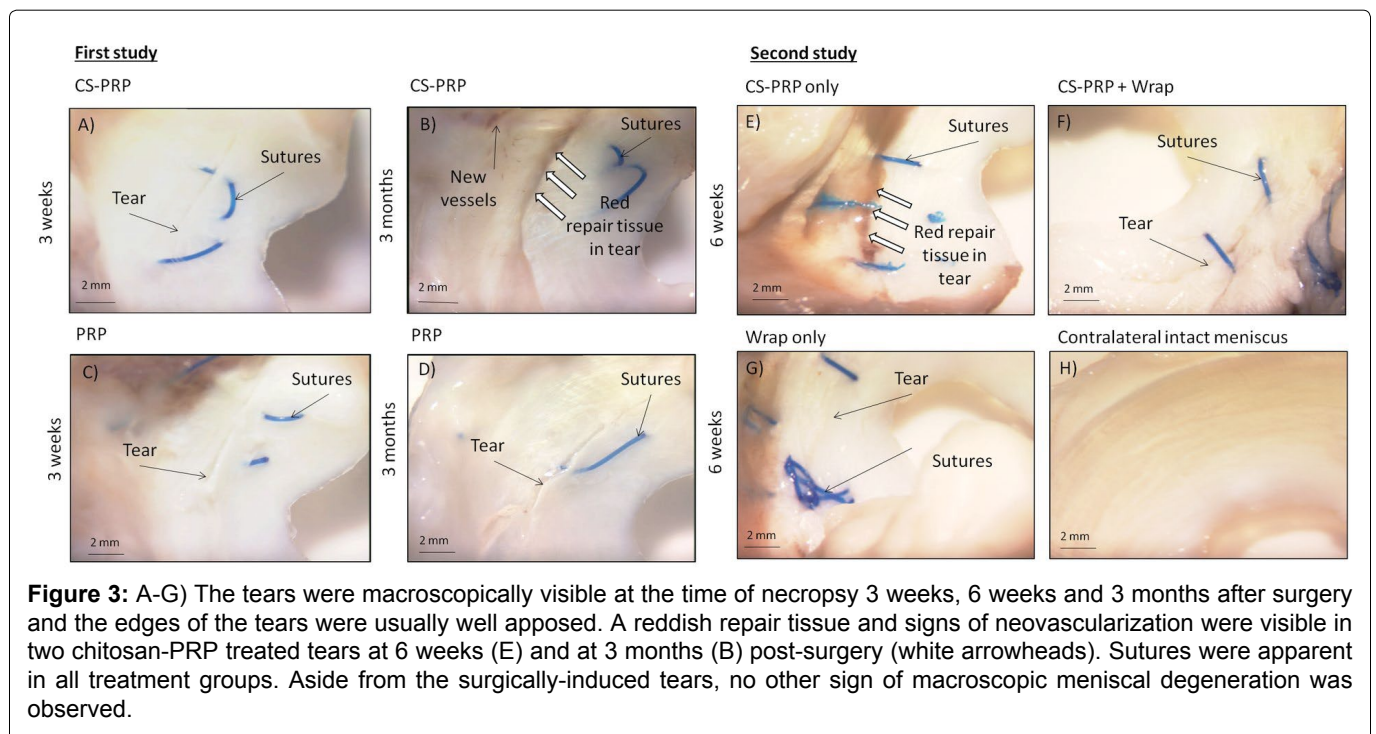 First study
CS-PRP
CS-PRP
3 weeks
A)
Sutures
Tear
2 mm
3 months
B)
Sutures
New
vessels
Red
repair tissue
in tear
2 mm
PRP
PRP
3 weeks
C)
Sutures
Tear
2 mm
3 months
D)
Sutures
Tear
2 mm
Second study
CS-PRP only
CS-PRP + Wrap
6 weeks
E)
Sutures
Red repair
tissue in
tear
2 mm
F)
Sutures
Tear
2 mm
Wrap only
Contralateral intact meniscus
6 weeks
G)
Tear
Sutures
2 mm
H)
2 mm
Figure 3: A-G) The tears were macroscopically visible at the time of necropsy 3 weeks, 6 weeks and 3 months after surgery
and the edges of the tears were usually well apposed. A reddish repair tissue and signs of neovascularization were visible in
two chitosan-PRP treated tears at 6 weeks (E) and at 3 months (B) post-surgery (white arrowheads). Sutures were apparent
in all treatment groups. Aside from the surgically-induced tears, no other sign of macroscopic meniscal degeneration was
observed.